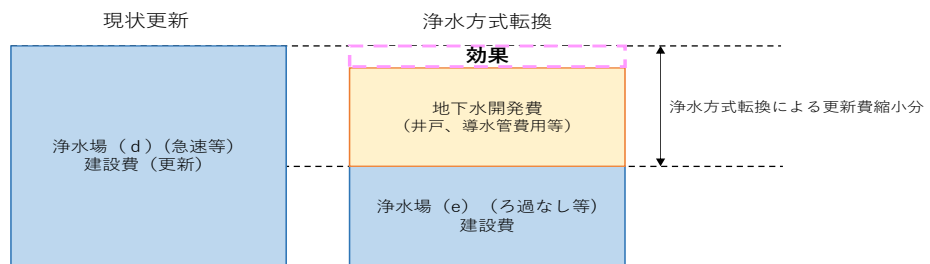 現状更新
浄水方式転換
効果
地下水開発費
（井戸、導水管費用等）
浄水方式転換による更新費縮小分
浄水場（ｄ）（急速等）
建設費（更新）
浄水場（e）（ろ過なし等）
建設費